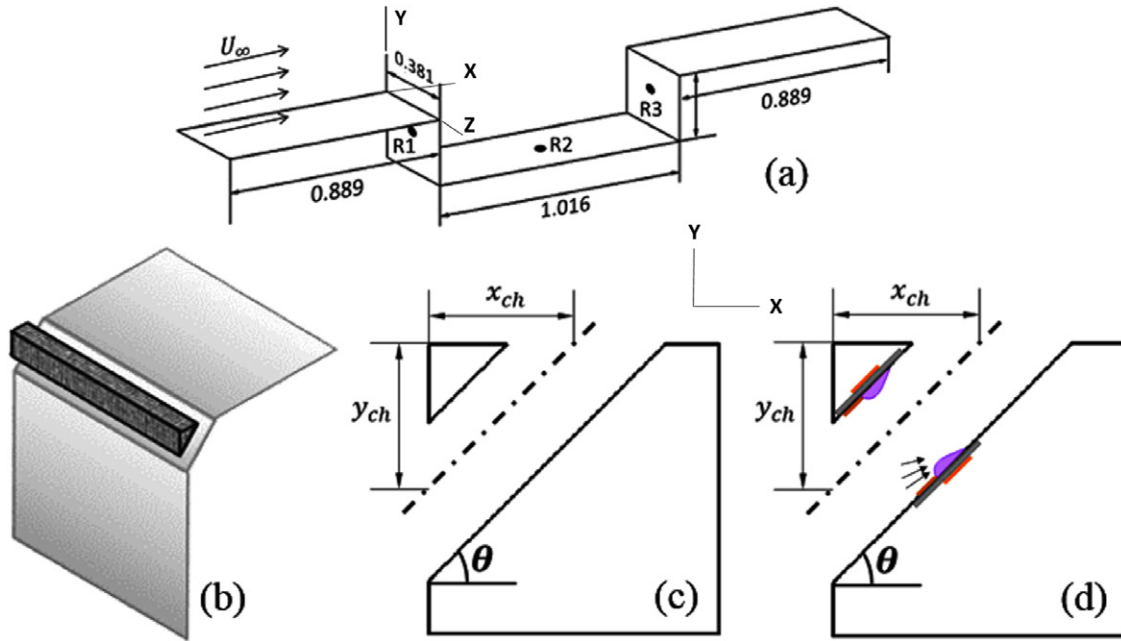 Y
U∞
0.381
X
R3
Z
R1
R2
0.889
0.889
1.016
(a)
Y
X
x_ch
x_ch
y_ch
y_ch
θ
θ
(b)
(c)
(d)